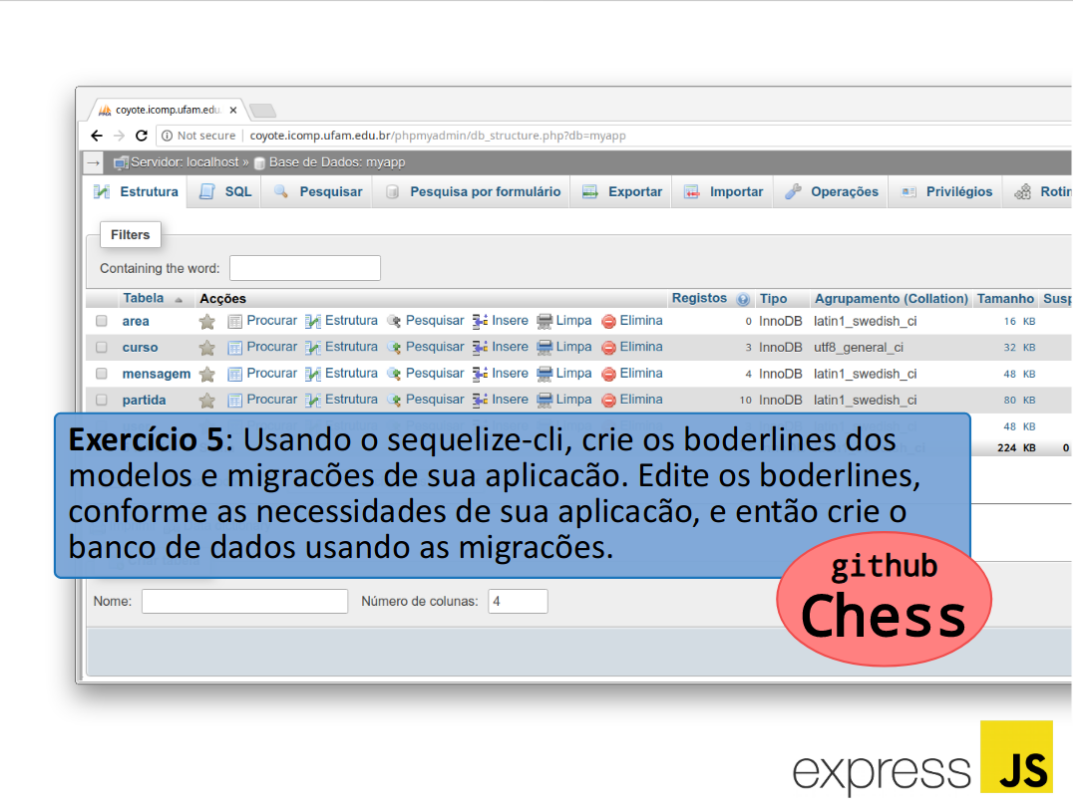 coyote.icomp.ufam.edu.
Not secure | coyote.icomp.ufam.edu.br/phpmyadmin/db_structure.php?db=myapp
Servidor: localhost » Base de Dados: myapp
Estrutura SQL Pesquisar Pesquisa por formulário Exportar Importar Operações Privilégios Rotin
Filters
Containing the word:
Tabela Acções Registos Tipo Agrupamento (Collation) Tamanho Susp
area Procurar Estrutura Pesquisar Insere Limpa Elimina 0 InnoDB latin1_swedish_ci 16 KB
curso Procurar Estrutura Pesquisar Insere Limpa Elimina 3 InnoDB utf8_general_ci 32 KB
mensagem Procurar Estrutura Pesquisar Insere Limpa Elimina 4 InnoDB latin1_swedish_ci 48 KB
partida Procurar Estrutura Pesquisar Insere Limpa Elimina 10 InnoDB latin1_swedish_ci 80 KB
48 KB
224 KB 0
Exercício 5: Usando o sequelize-cli, crie os boderlines dos
modelos e migracões de sua aplicacão. Edite os boderlines,
conforme as necessidades de sua aplicacão, e então crie o
banco de dados usando as migracões.
github
Chess
Nome: Número de colunas: 4
express JS